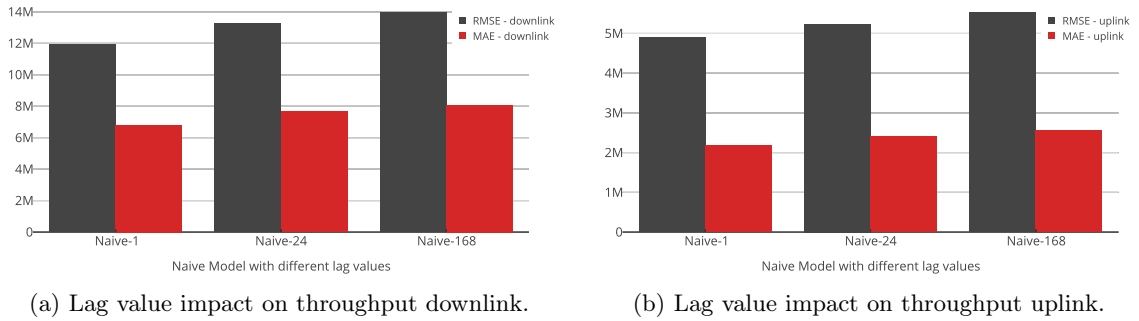 14M
12M
10M
8M
6M
4M
2M
0
RMSE - downlink
MAE - downlink
Naive-1
Naive-24
Naive-168
Naive Model with different lag values
(a) Lag value impact on throughput downlink.
5M
4M
3M
2M
1M
0
RMSE - uplink
MAE - uplink
Naive-1
Naive-24
Naive-168
Naive Model with different lag values
(b) Lag value impact on throughput uplink.